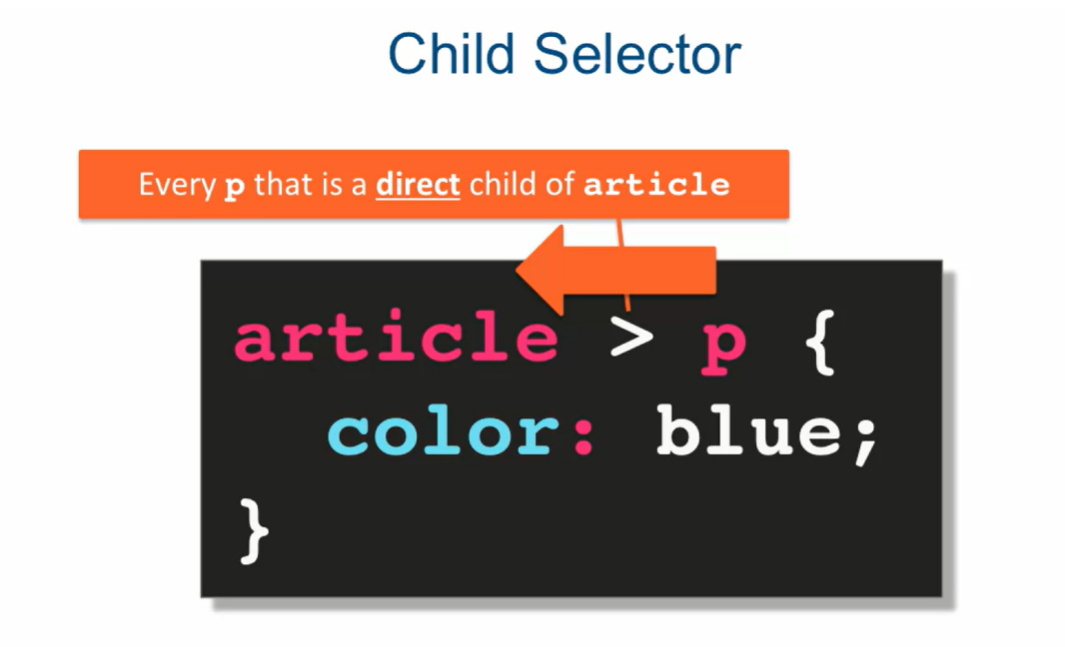 Child Selector
Every p that is a direct child of article
article > p {
color: blue;
}